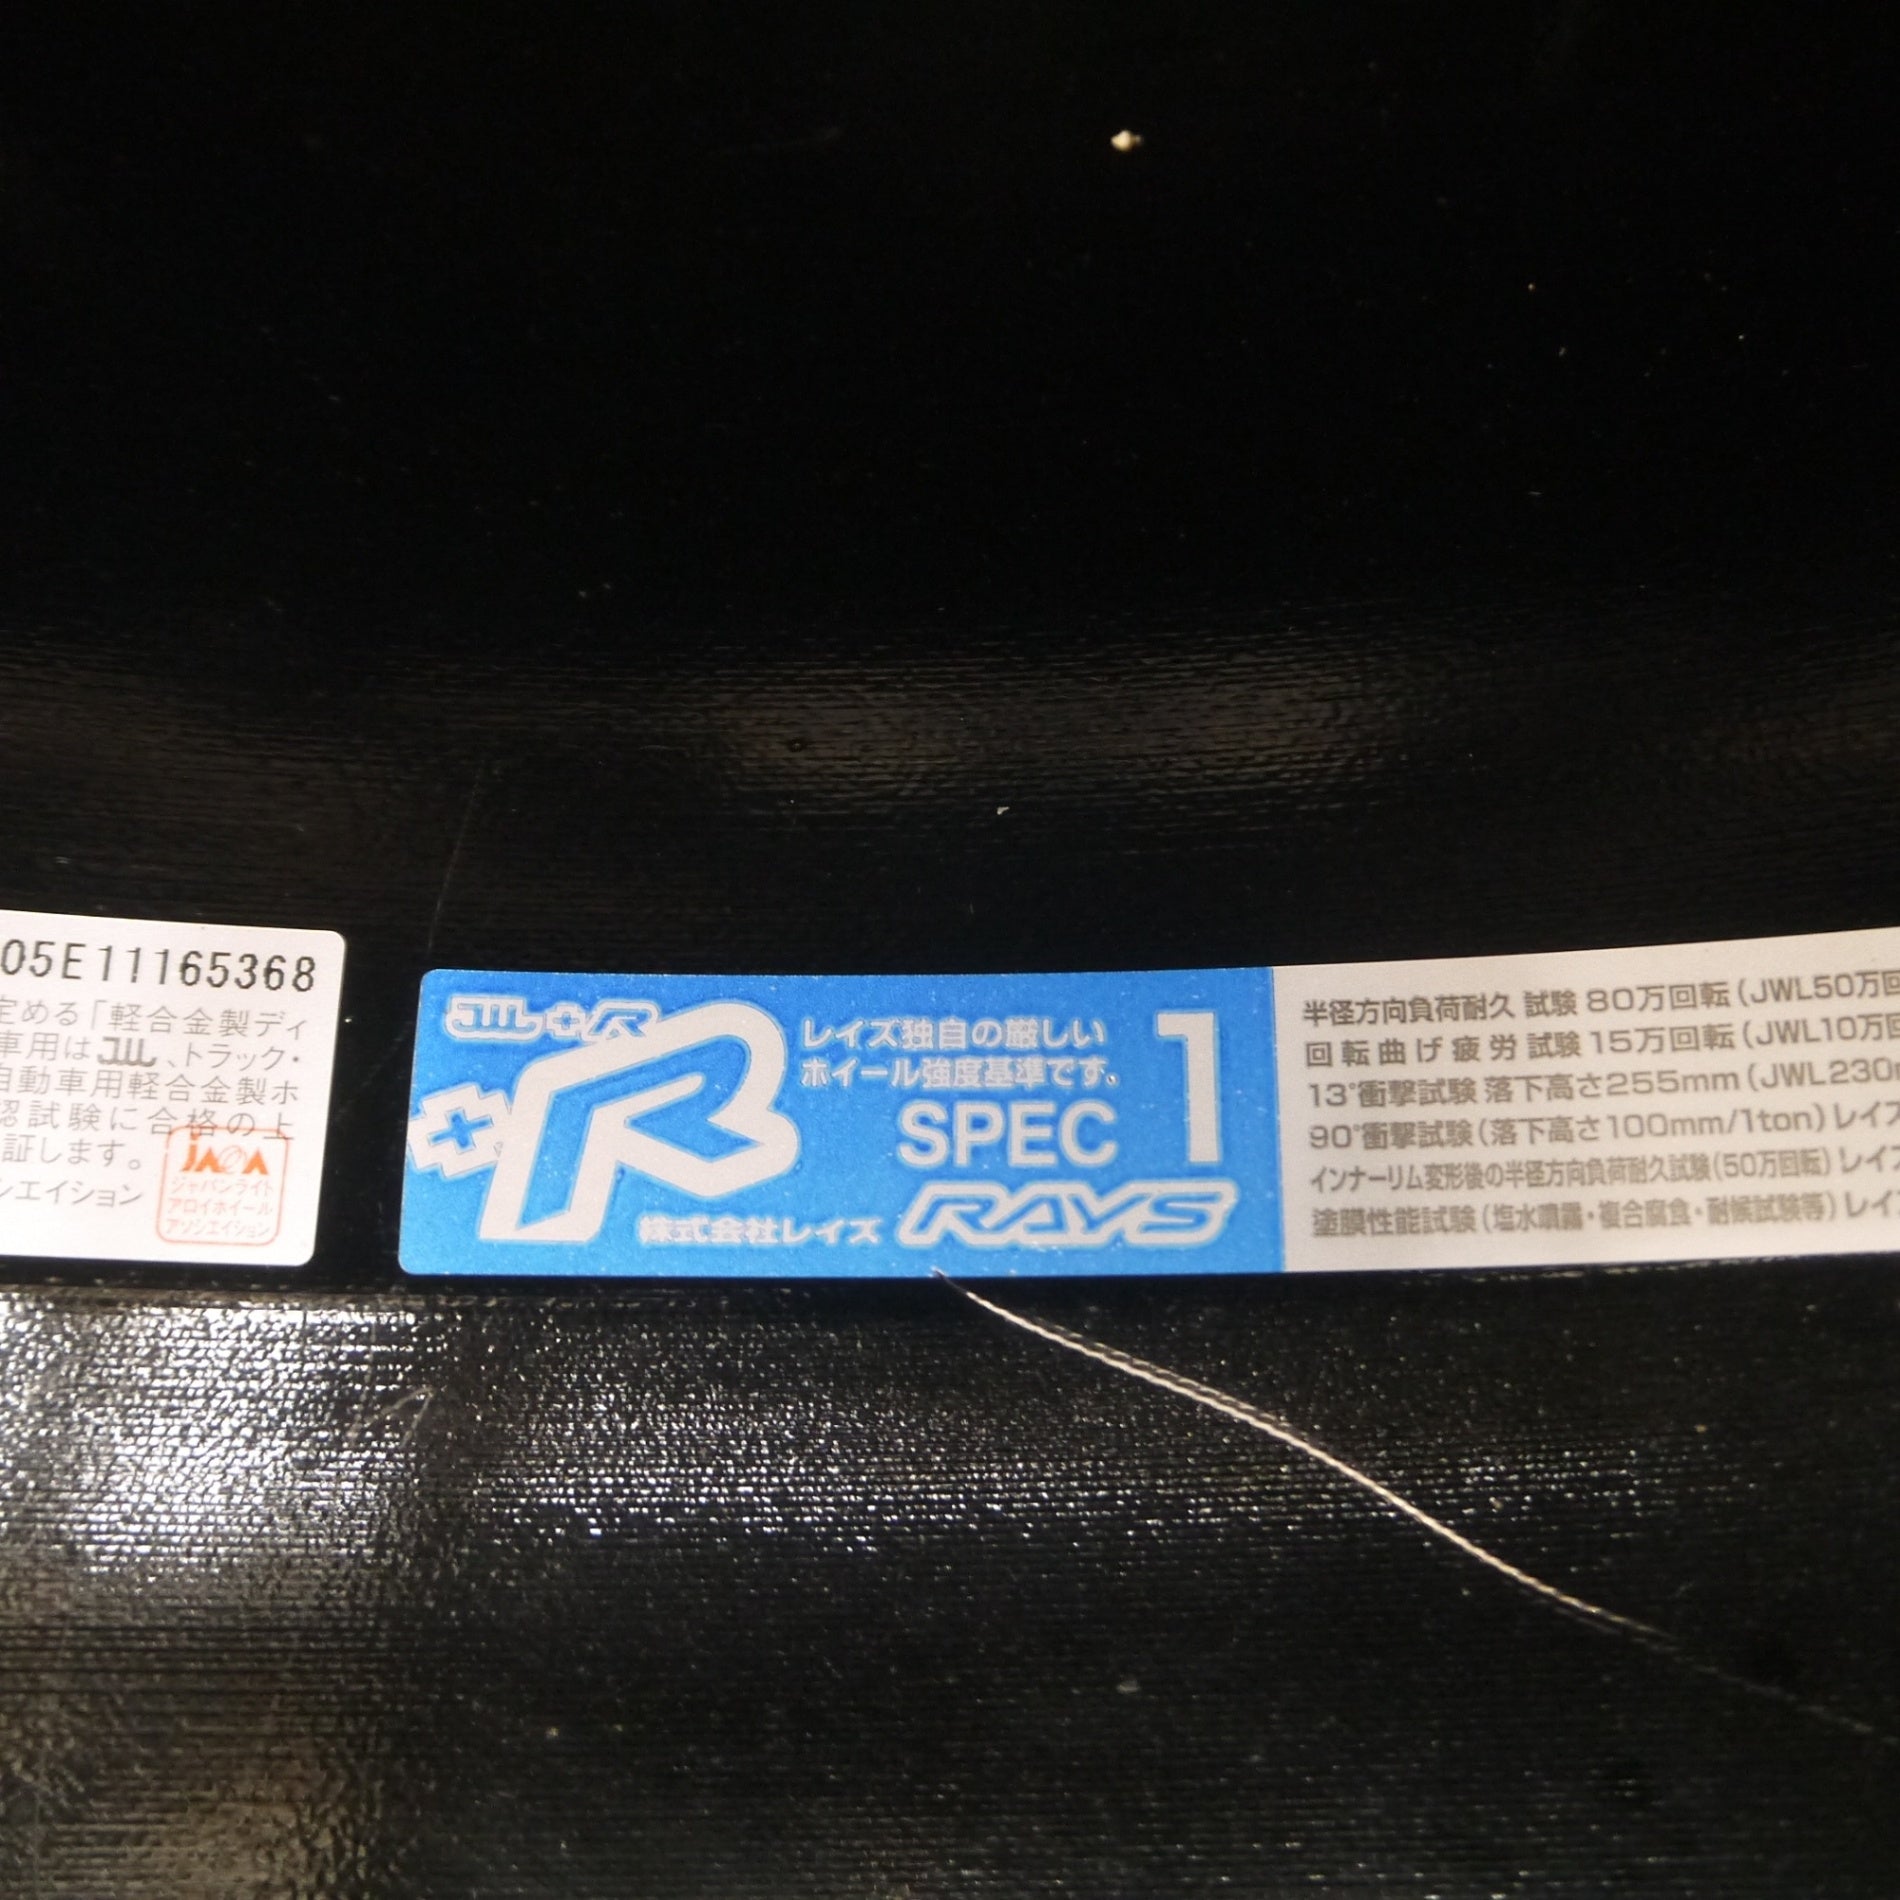 05E11165368
定める「軽合金製ディ
車用はJWL、トラック・
自動車用軽合金製ホ
認試験に合格の上
証します。
シエイション
JAWA
ジャパンライト
アロイホイール
アソシエイション
JWL+R
+R
レイズ独自の厳しい
ホイール強度基準です。
SPEC 1
株式会社レイズ RAYS
半径方向負荷耐久 試験 80万回転(JWL50万回
回転曲げ疲労試験 15万回転(JWL10万回
13°衝撃試験 落下高さ255mm(JWL230m
90°衝撃試験(落下高さ100mm/1ton)レイズ
インナーリム変形後の半径方向負荷耐久試験(50万回転)レイズ
塗膜性能試験(塩水噴霧・複合腐食・耐候試験等)レイ